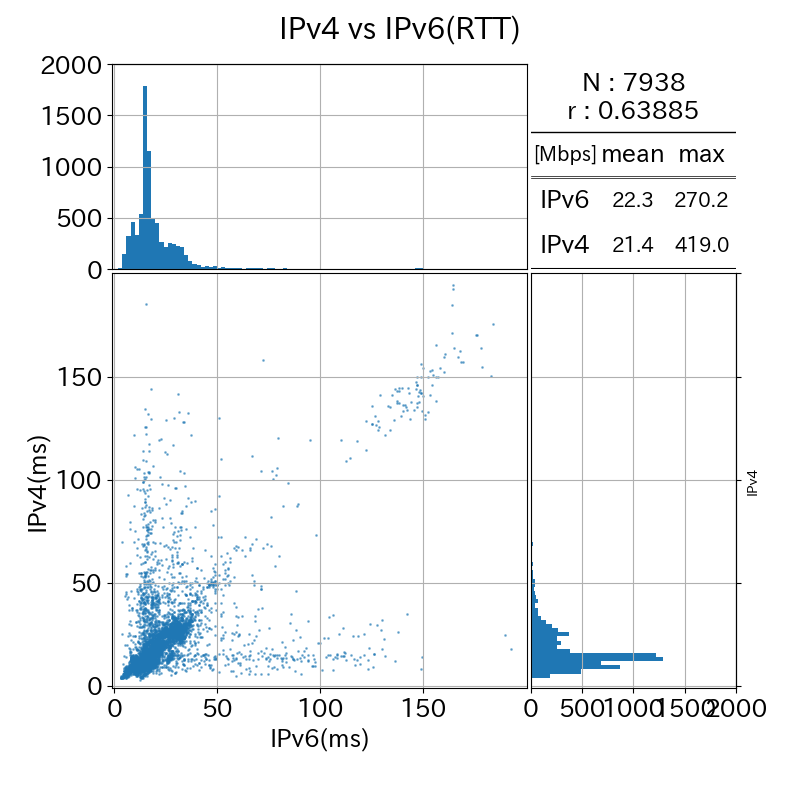 IPv4 vs IPv6(RTT)
2000
1500
1000
500
0
N : 7938
r : 0.63885
[Mbps] mean max
IPv6 22.3 270.2
IPv4 21.4 419.0
150
100
50
0
IPv4(ms)
0 50 100 150
IPv6(ms)
0 500 1000 1500 2000
IPv4